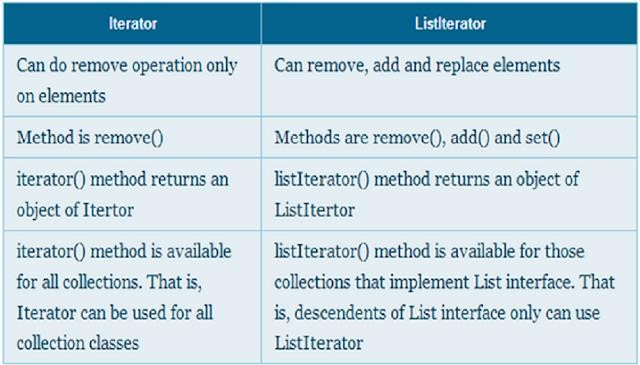 Iterator
ListIterator
Can do remove operation only
on elements
Can remove, add and replace elements
Method is remove()
Methods are remove(), add() and set()
iterator() method returns an
object of Itertor
listIterator() method returns an object of
ListItertor
iterator() method is available
for all collections. That is,
Iterator can be used for all
collection classes
listIterator() method is available for those
collections that implement List interface. That
is, descendents of List interface only can use
ListIterator